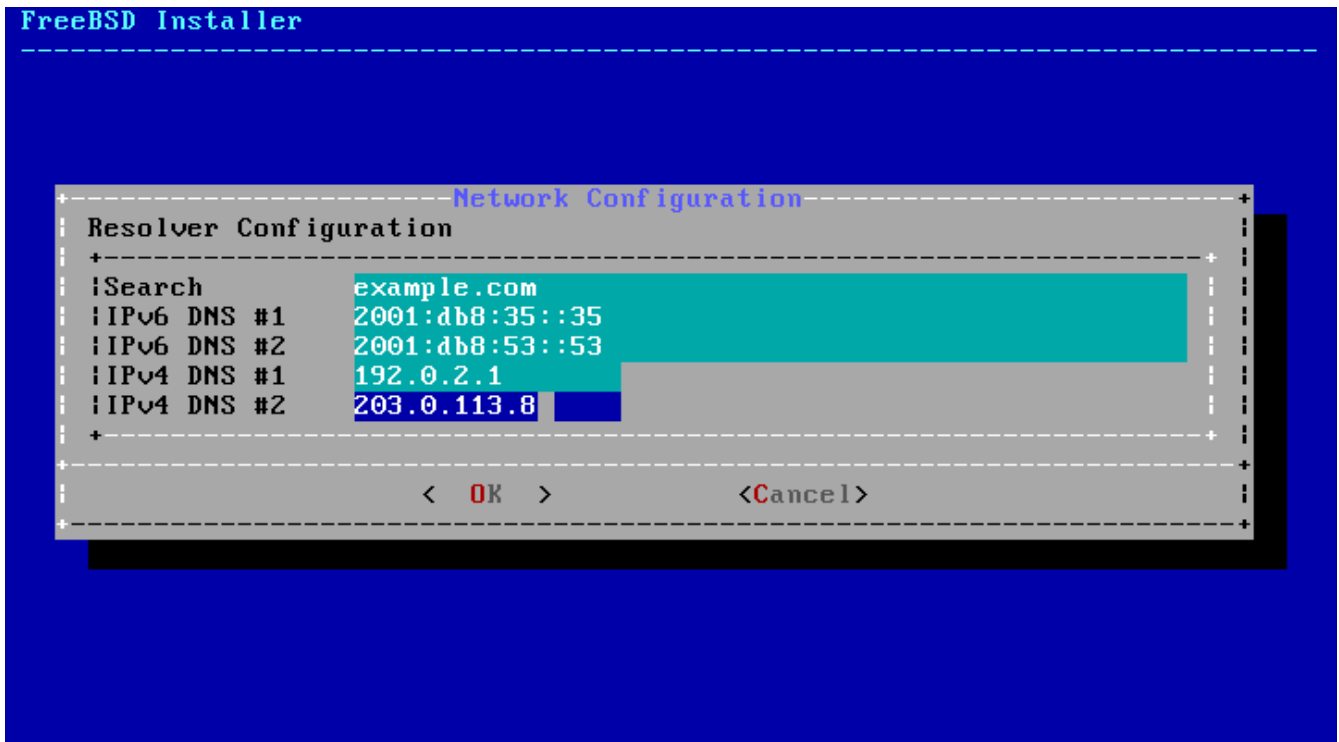 FreeBSD Installer
Network Configuration
Resolver Configuration
Search example.com
IPv6 DNS #1 2001:db8:35::35
IPv6 DNS #2 2001:db8:53::53
IPv4 DNS #1 192.0.2.1
IPv4 DNS #2 203.0.113.8
< OK > <Cancel>